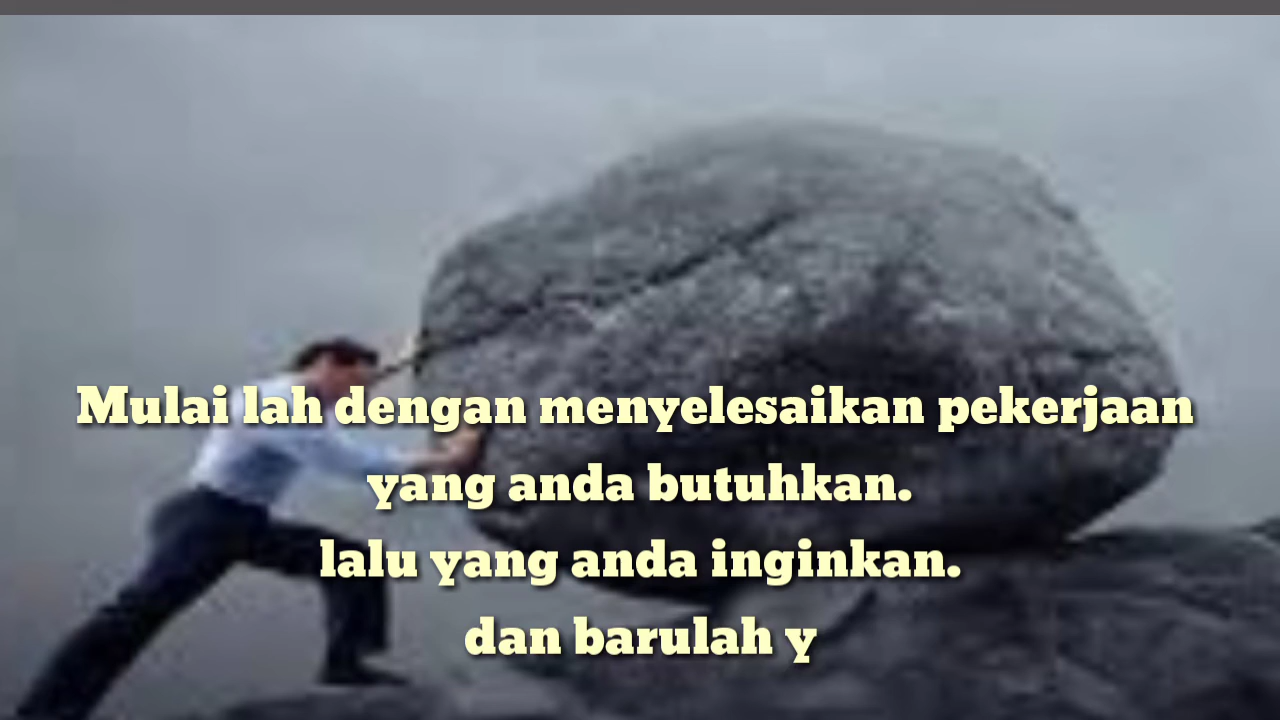 Mulai lah dengan menyelesaikan pekerjaan
yang anda butuhkan.
lalu yang anda inginkan.
dan barulah y